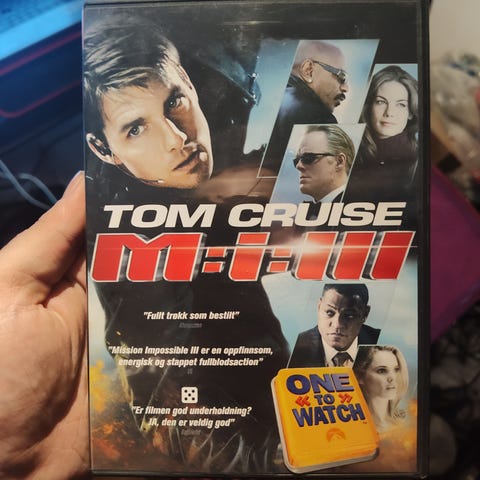 TOM CRUISE
M:i:III
"Fullt trøkk som bestilt"
"Mission Impossible III er en oppfinnsom,
energisk og stappet fullblodsaction"
"Er filmen god underholdning?
JA, den er veldig god"
ONE
« TO »
WATCH